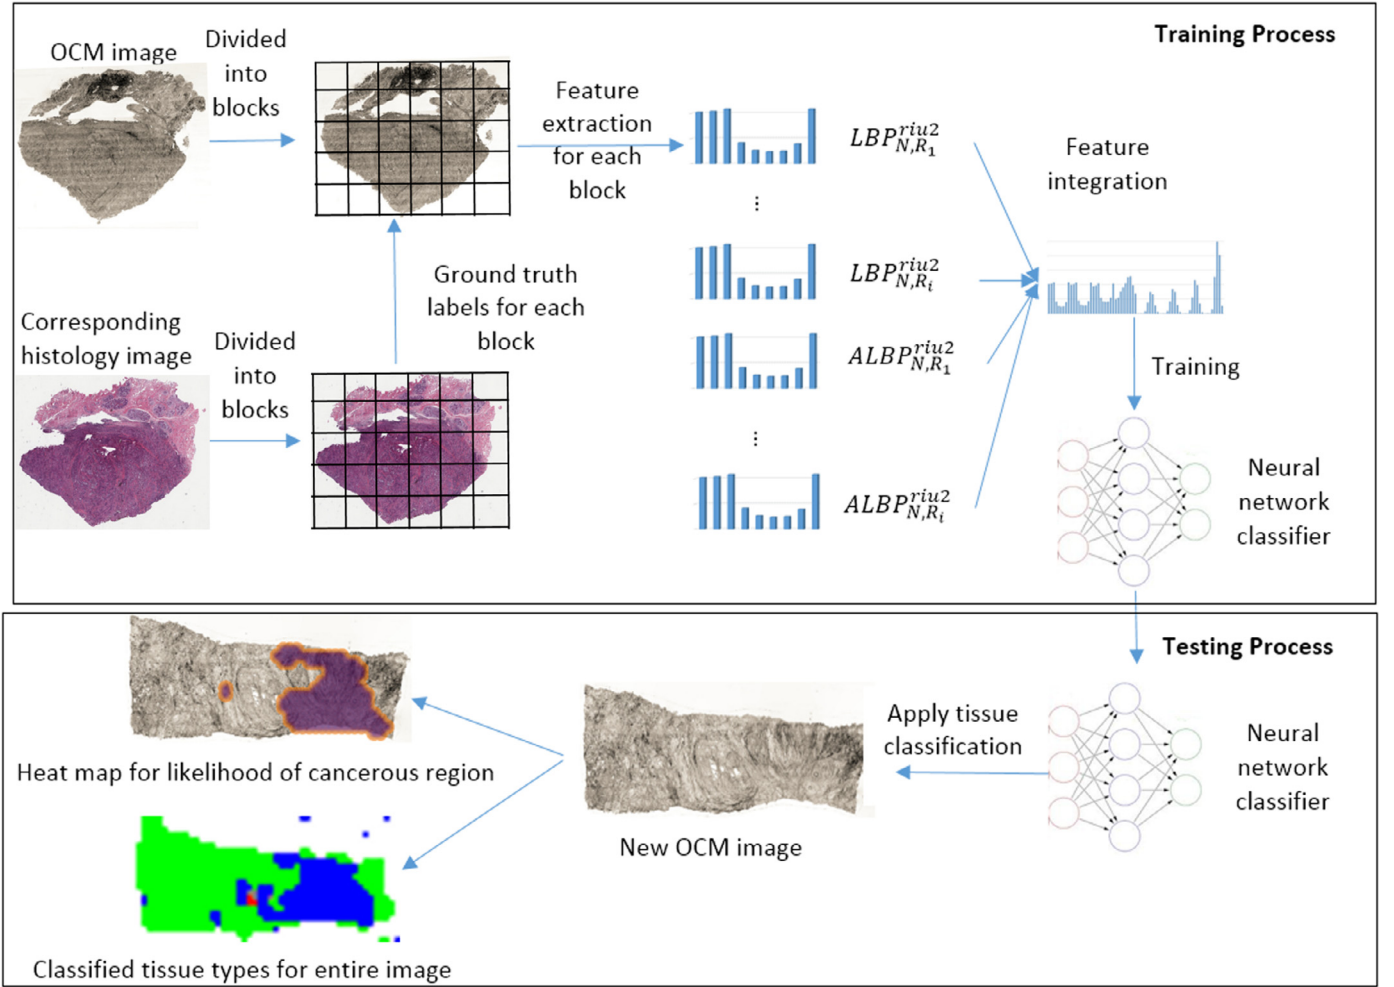 Training Process
OCM image
Divided
into
blocks
Feature
extraction
for each
block
LBP^{riu2}_{N,R_1}
⋮
LBP^{riu2}_{N,R_i}
ALBP^{riu2}_{N,R_1}
⋮
ALBP^{riu2}_{N,R_i}
Feature
integration
Ground truth
labels for each
block
Corresponding
histology image
Divided
into
blocks
Training
Neural
network
classifier
Testing Process
Neural
network
classifier
Apply tissue
classification
New OCM image
Heat map for likelihood of cancerous region
Classified tissue types for entire image